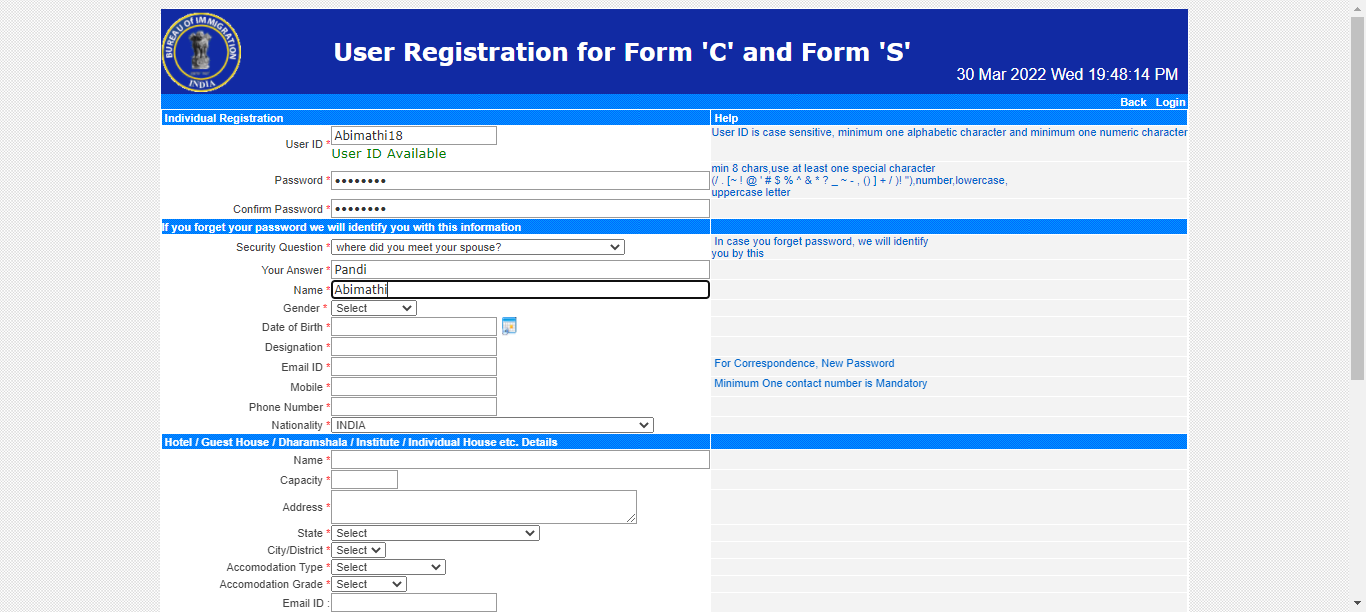 BUREAU OF IMMIGRATION
INDIA
User Registration for Form 'C' and Form 'S'
30 Mar 2022 Wed 19:48:14 PM
Back Login
Individual Registration Help
User ID * Abimathi18 User ID is case sensitive, minimum one alphabetic character and minimum one numeric character
User ID Available
Password * •••••••• min 8 chars,use at least one special character
(/ . [~ ! @ ' # $ % ^ & * ? _ ~ - , () ] + / )! "),number,lowercase,
uppercase letter
Confirm Password * ••••••••
If you forget your password we will identify you with this information
Security Question * where did you meet your spouse? In case you forget password, we will identify
you by this
Your Answer * Pandi
Name * Abimathi
Gender * Select
Date of Birth *
Designation *
Email ID * For Correspondence, New Password
Mobile * Minimum One contact number is Mandatory
Phone Number *
Nationality * INDIA
Hotel / Guest House / Dharamshala / Institute / Individual House etc. Details
Name *
Capacity *
Address *
State * Select
City/District * Select
Accomodation Type * Select
Accomodation Grade * Select
Email ID :